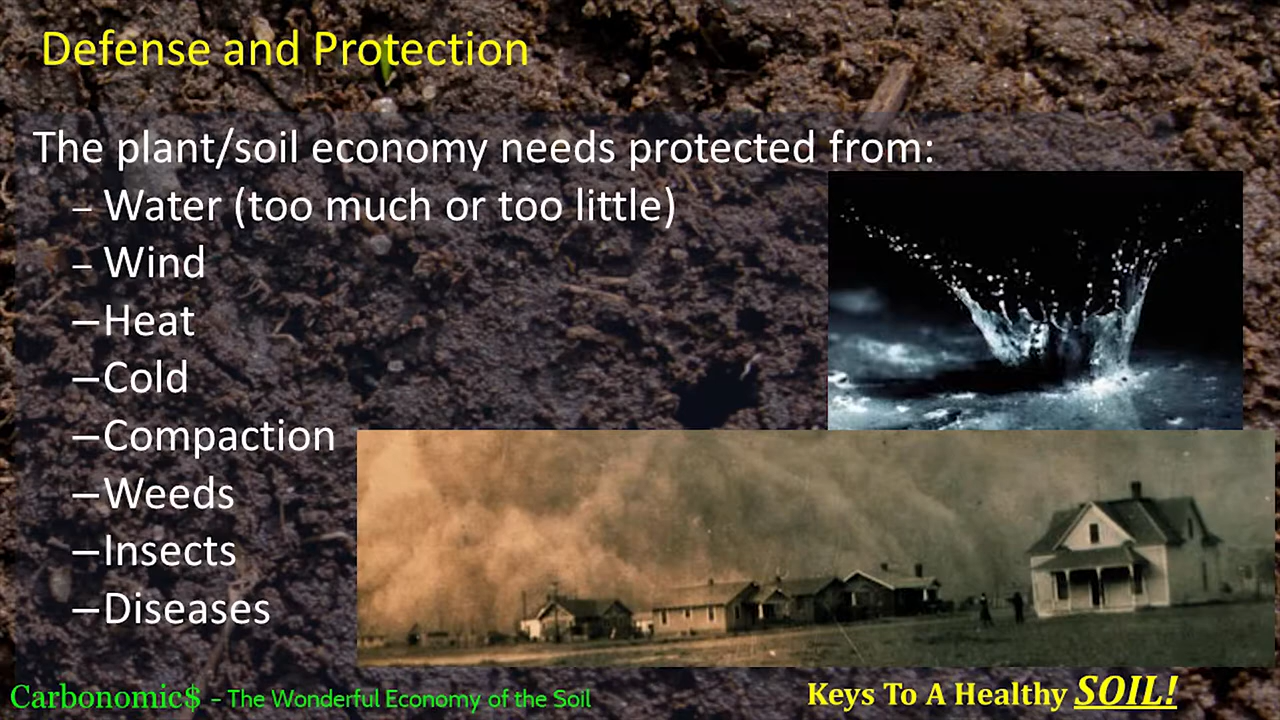 Defense and Protection
The plant/soil economy needs protected from:
– Water (too much or too little)
– Wind
–Heat
–Cold
–Compaction
–Weeds
–Insects
–Diseases
Carbonomic$ – The Wonderful Economy of the Soil
Keys To A Healthy SOIL!